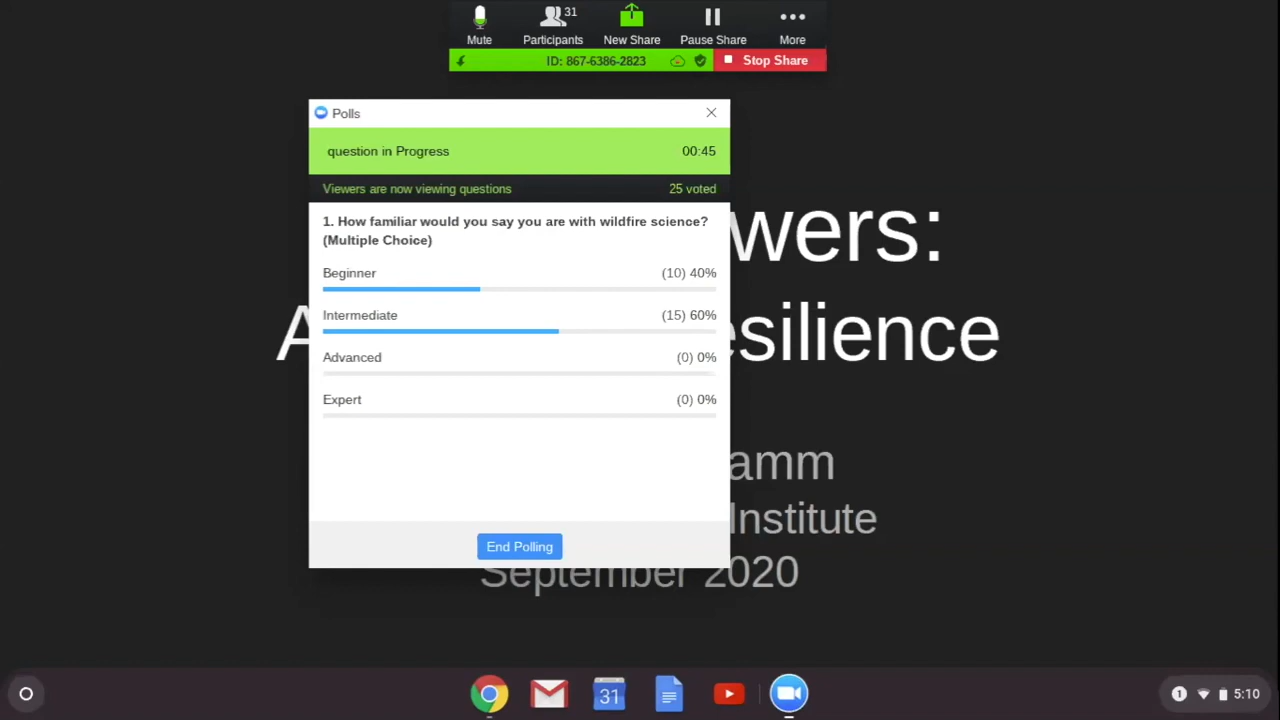 31
Mute
Participants
New Share
Pause Share
More
ID: 867-6386-2823
Stop Share
Polls
question in Progress
00:45
Viewers are now viewing questions
25 voted
1. How familiar would you say you are with wildfire science?
(Multiple Choice)
Beginner
(10) 40%
Intermediate
(15) 60%
Advanced
(0) 0%
Expert
(0) 0%
End Polling
wers:
A
esilience
amm
Institute
September 2020
31
1
5:10